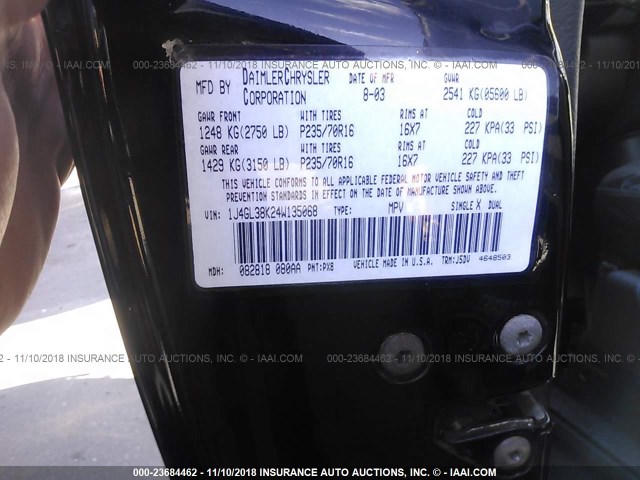 000-23684462 - 11/10/2018 INSURANCE AUTO AUCTIONS, INC. - © IAAI.COM
MFD BY DAIMLERCHRYSLER CORPORATION DATE OF MFR 8-03 GVWR 2541 KG(05600 LB)
GAWR FRONT WITH TIRES RIMS AT COLD
1248 KG(2750 LB) P235/70R16 16X7 227 KPA(33 PSI)
GAWR REAR WITH TIRES RIMS AT COLD
1429 KG(3150 LB) P235/70R16 16X7 227 KPA(33 PSI)
THIS VEHICLE CONFORMS TO ALL APPLICABLE FEDERAL MOTOR VEHICLE SAFETY AND THEFT
PREVENTION STANDARDS IN EFFECT ON THE DATE OF MANUFACTURE SHOWN ABOVE.
VIN: 1J4GL38K24W135068 TYPE: MPV SINGLE X DUAL
MDH: 082818 080AA PNT:PX8 VEHICLE MADE IN U.S.A. TRM:J5DV 4648503
000-23684462 - 11/10/2018 INSURANCE AUTO AUCTIONS, INC. - © IAAI.COM
000-23684462 - 11/10/2018 INSURANCE AUTO AUCTIONS, INC. - © IAAI.COM